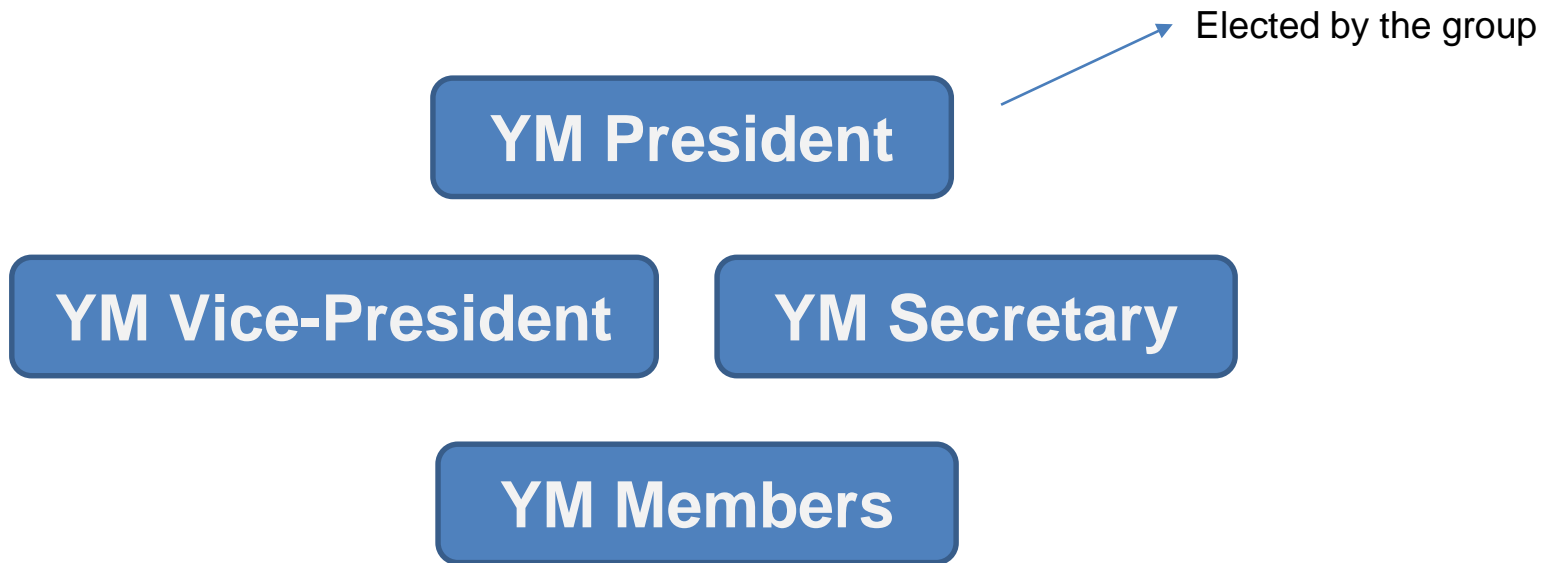 Elected by the group
YM President
YM Vice-President
YM Secretary
YM Members